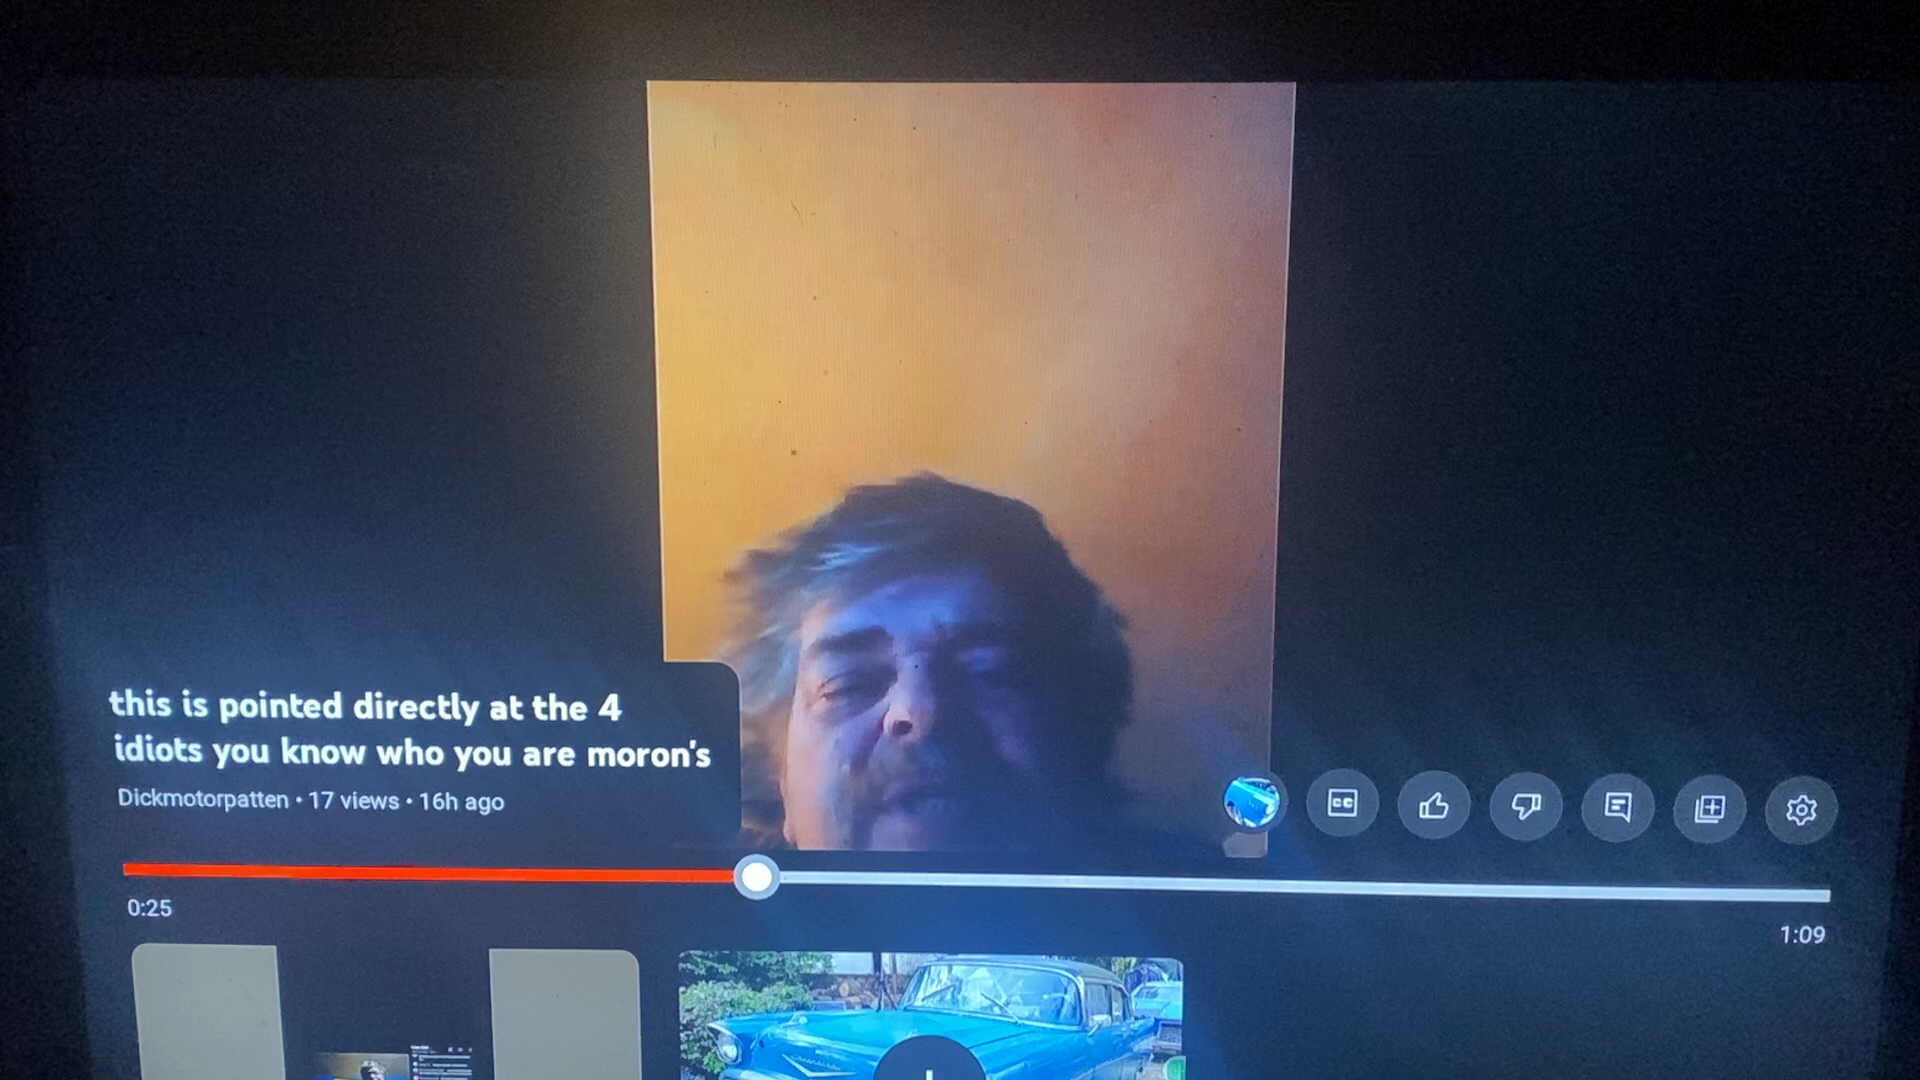 this is pointed directly at the 4
idiots you know who you are moron's
Dickmotorpatten • 17 views • 16h ago
CC
0:25
1:09